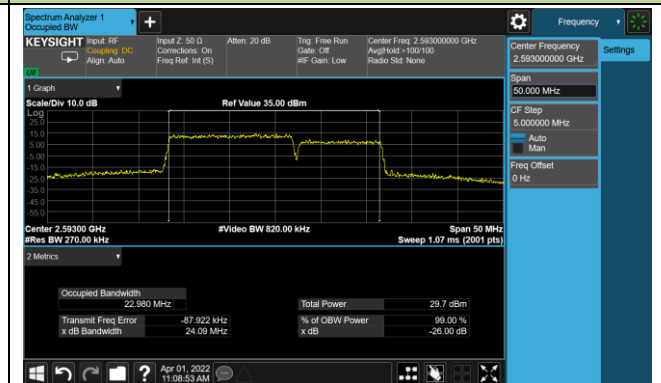 Spectrum Analyzer 1
Occupied BW
+
Frequency
KEYSIGHT
Input: RF
Coupling: DC
Align: Auto
Input Z: 50 Ω
Corrections: On
Freq Ref: Int (S)
Atten: 20 dB
Trig: Free Run
Gate: Off
#IF Gain: Low
Center Freq: 2.593000000 GHz
Avg|Hold:>100/100
Radio Std: None
Center Frequency
2.593000000 GHz
Settings
Span
50.000 MHz
CF Step
5.000000 MHz
Auto
Man
Freq Offset
0 Hz
1 Graph
Scale/Div 10.0 dB
Ref Value 35.00 dBm
Log
25.0
15.0
5.00
-5.00
-15.0
-25.0
-35.0
-45.0
-55.0
Center 2.59300 GHz
#Video BW 820.00 kHz
Span 50 MHz
#Res BW 270.00 kHz
Sweep 1.07 ms (2001 pts)
2 Metrics
Occupied Bandwidth
22.980 MHz
Total Power
29.7 dBm
Transmit Freq Error
-87.922 kHz
% of OBW Power
99.00 %
x dB Bandwidth
24.09 MHz
x dB
-26.00 dB
?
Apr 01, 2022
11:08:53 AM